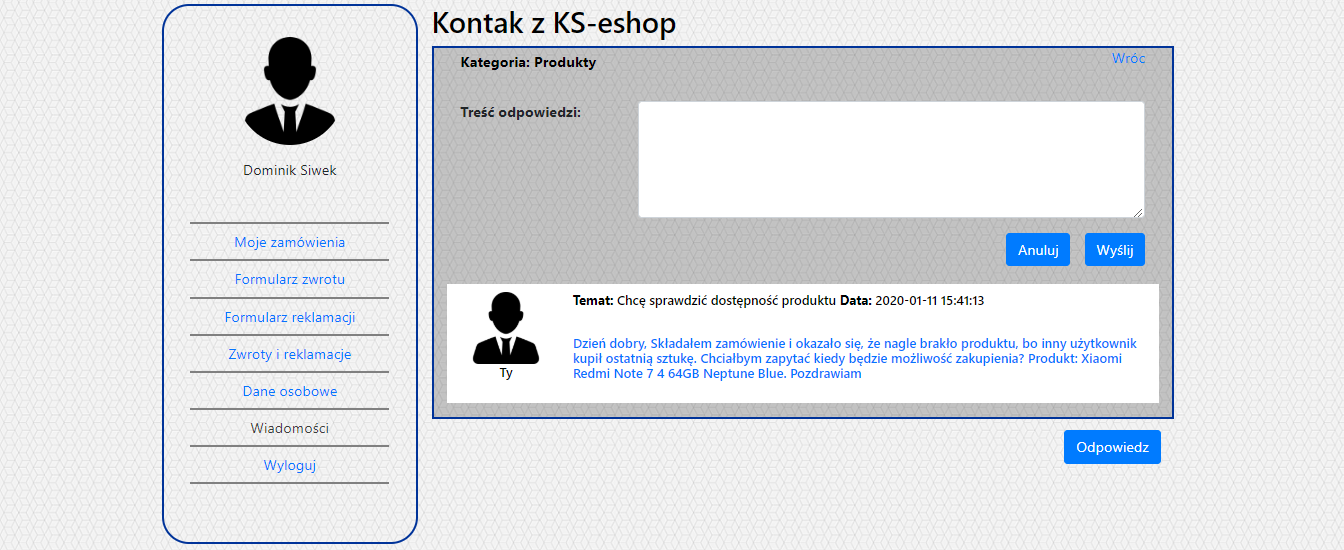 Dominik Siwek
Moje zamówienia
Formularz zwrotu
Formularz reklamacji
Zwroty i reklamacje
Dane osobowe
Wiadomości
Wyloguj
Kontak z KS-eshop
Kategoria: Produkty
Wróc
Treść odpowiedzi:
Anuluj
Wyślij
Ty
Temat: Chcę sprawdzić dostępność produktu Data: 2020-01-11 15:41:13
Dzień dobry, Składałem zamówienie i okazało się, że nagle brakło produktu, bo inny użytkownik
kupił ostatnią sztukę. Chciałbym zapytać kiedy będzie możliwość zakupienia? Produkt: Xiaomi
Redmi Note 7 4 64GB Neptune Blue. Pozdrawiam
Odpowiedz